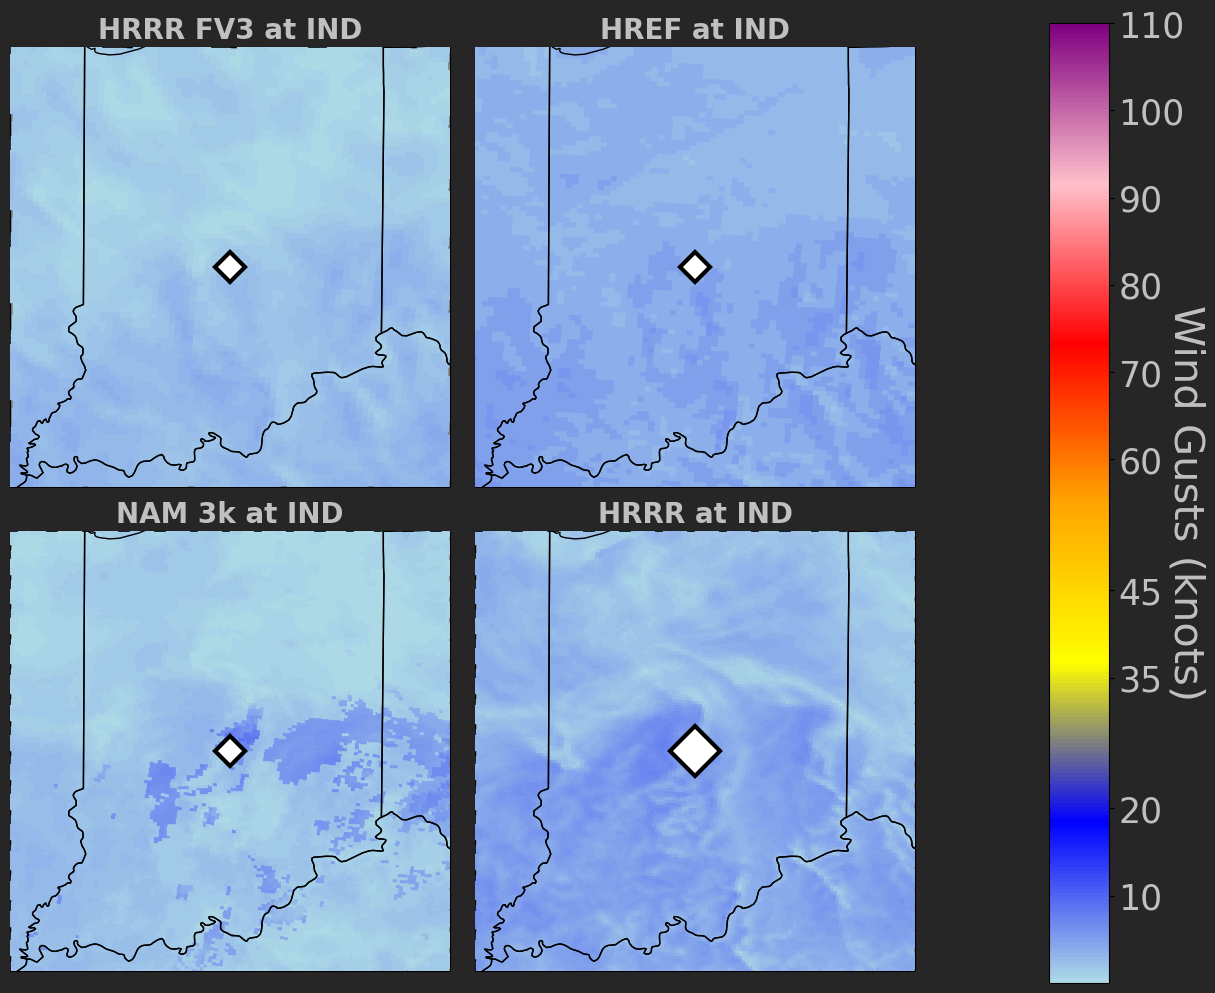 HRRR FV3 at IND
HREF at IND
NAM 3k at IND
HRRR at IND
110
100
90
80
70
60
45
35
20
10
Wind Gusts (knots)